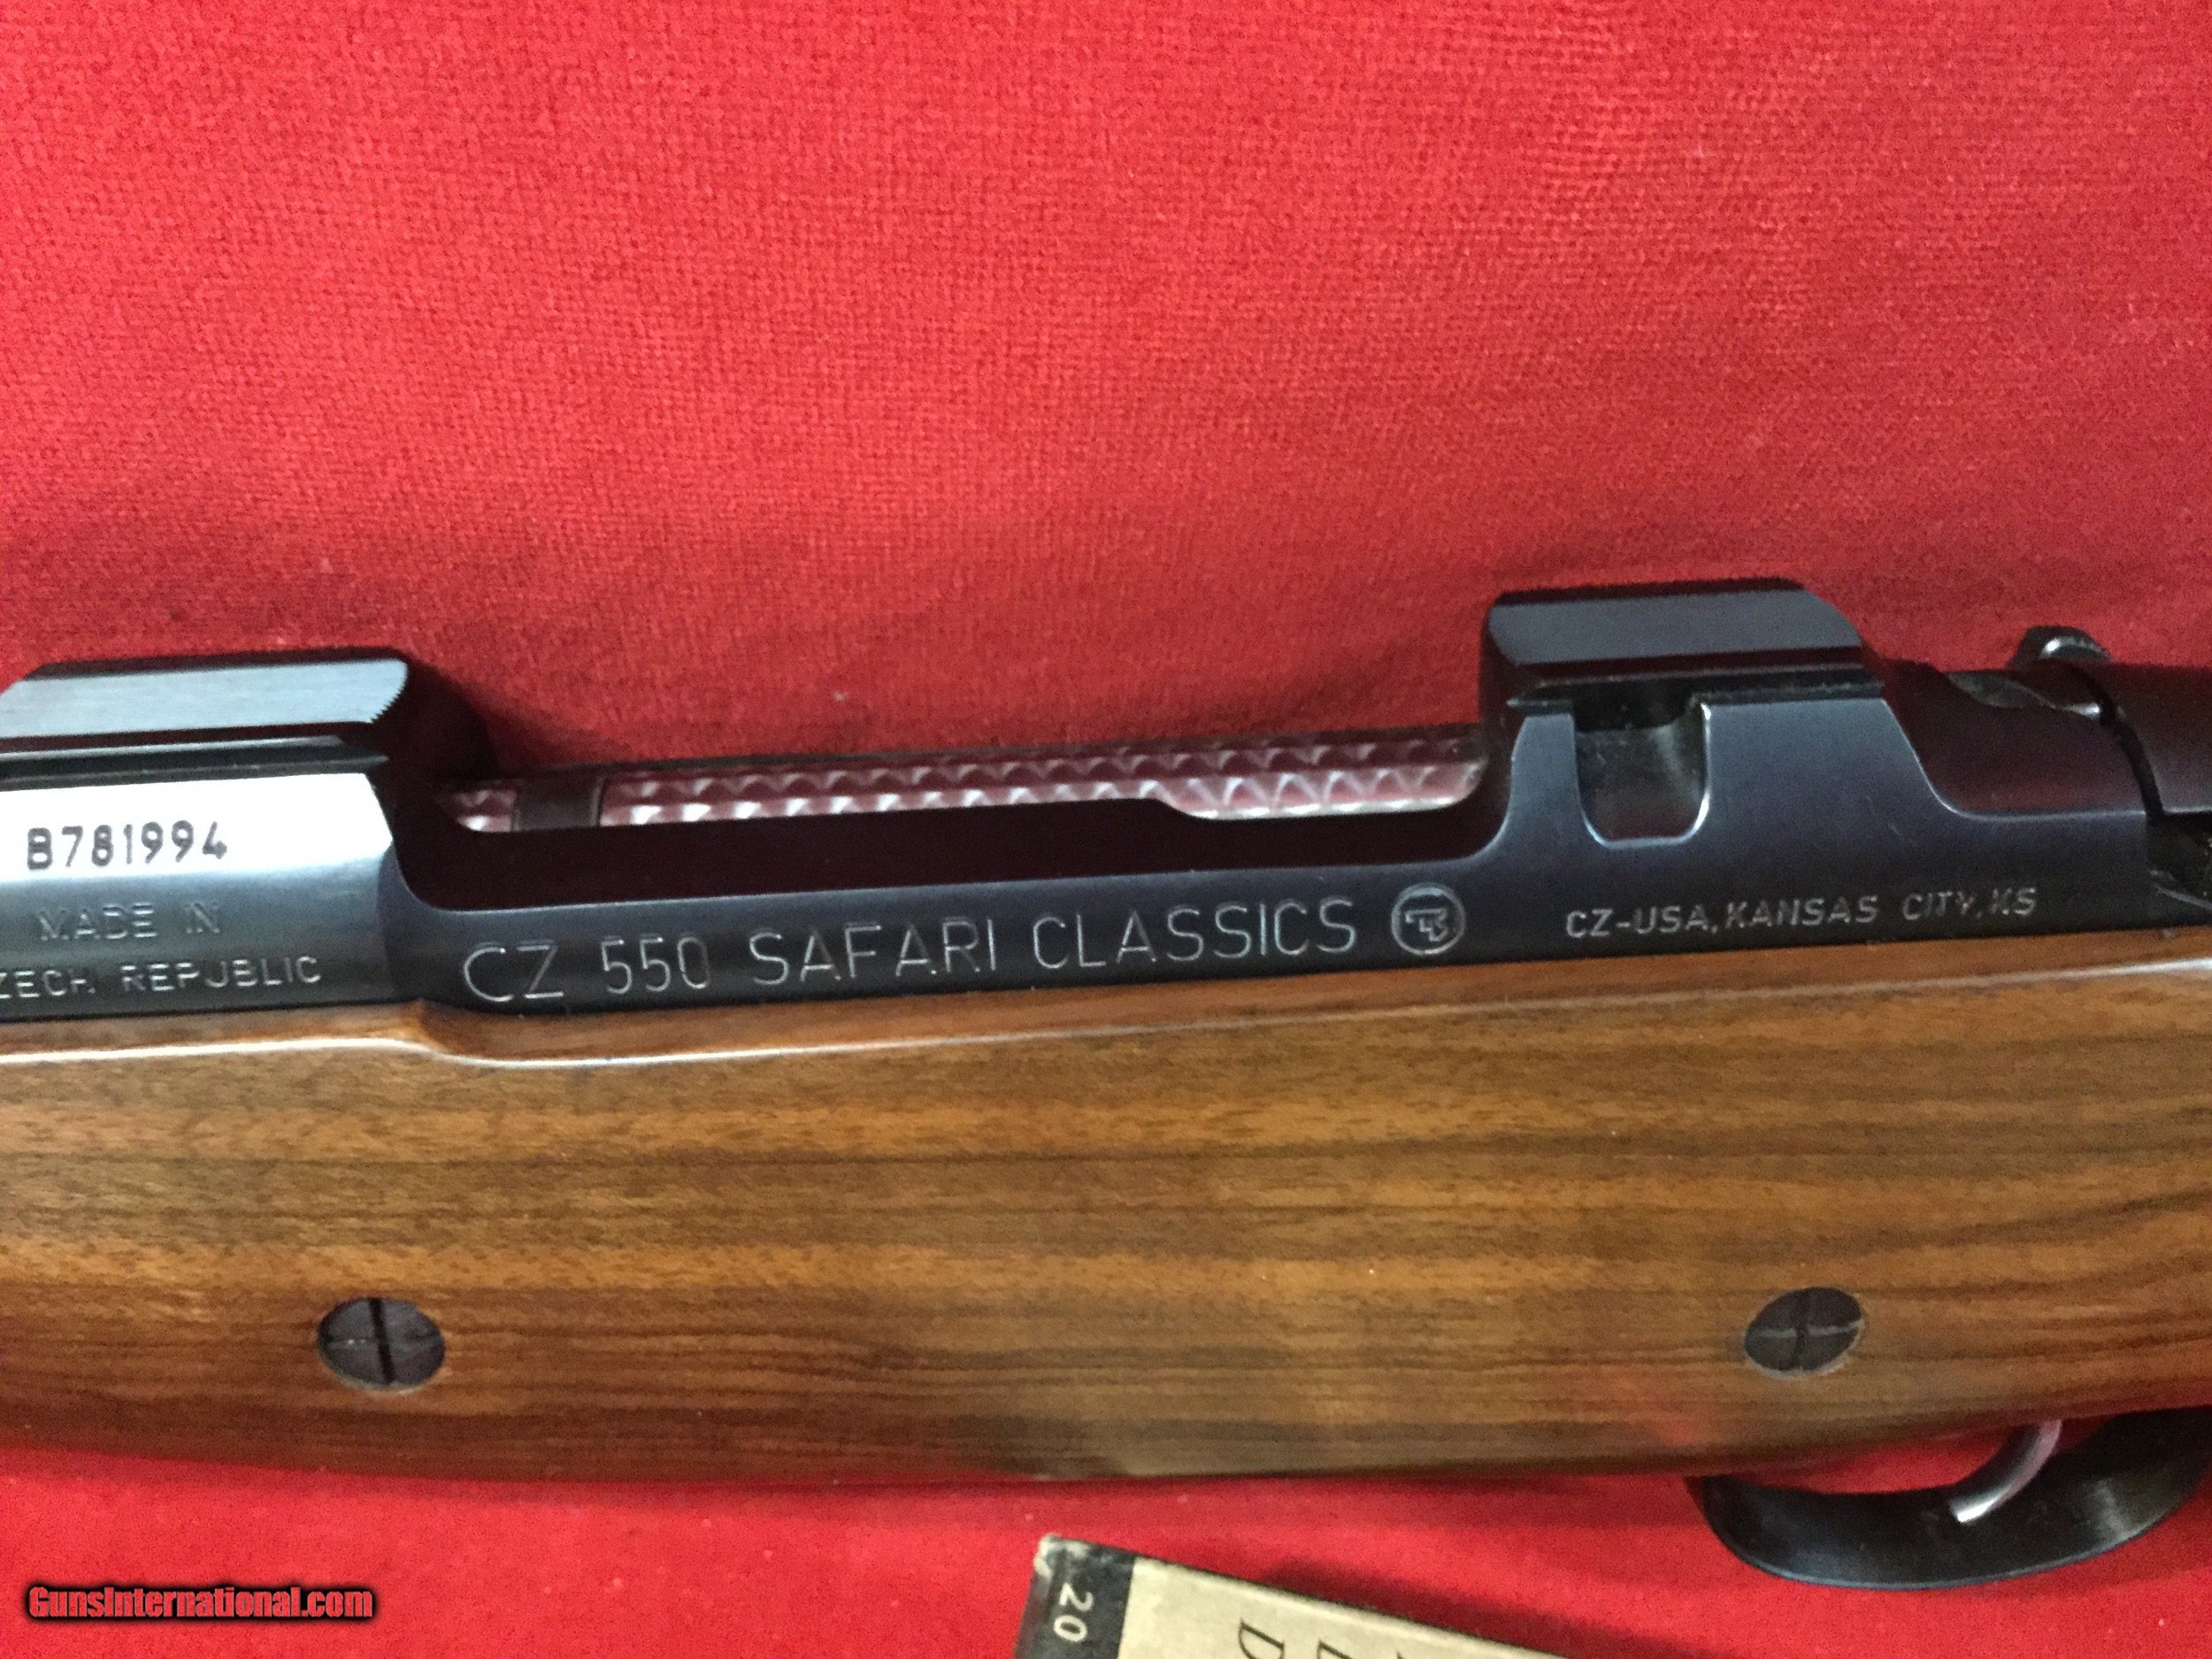 B781994
MADE IN
ZECH REPUBLIC
CZ 550 SAFARI CLASSICS
CZ-USA, KANSAS CITY, KS
20
GunsInternational.com